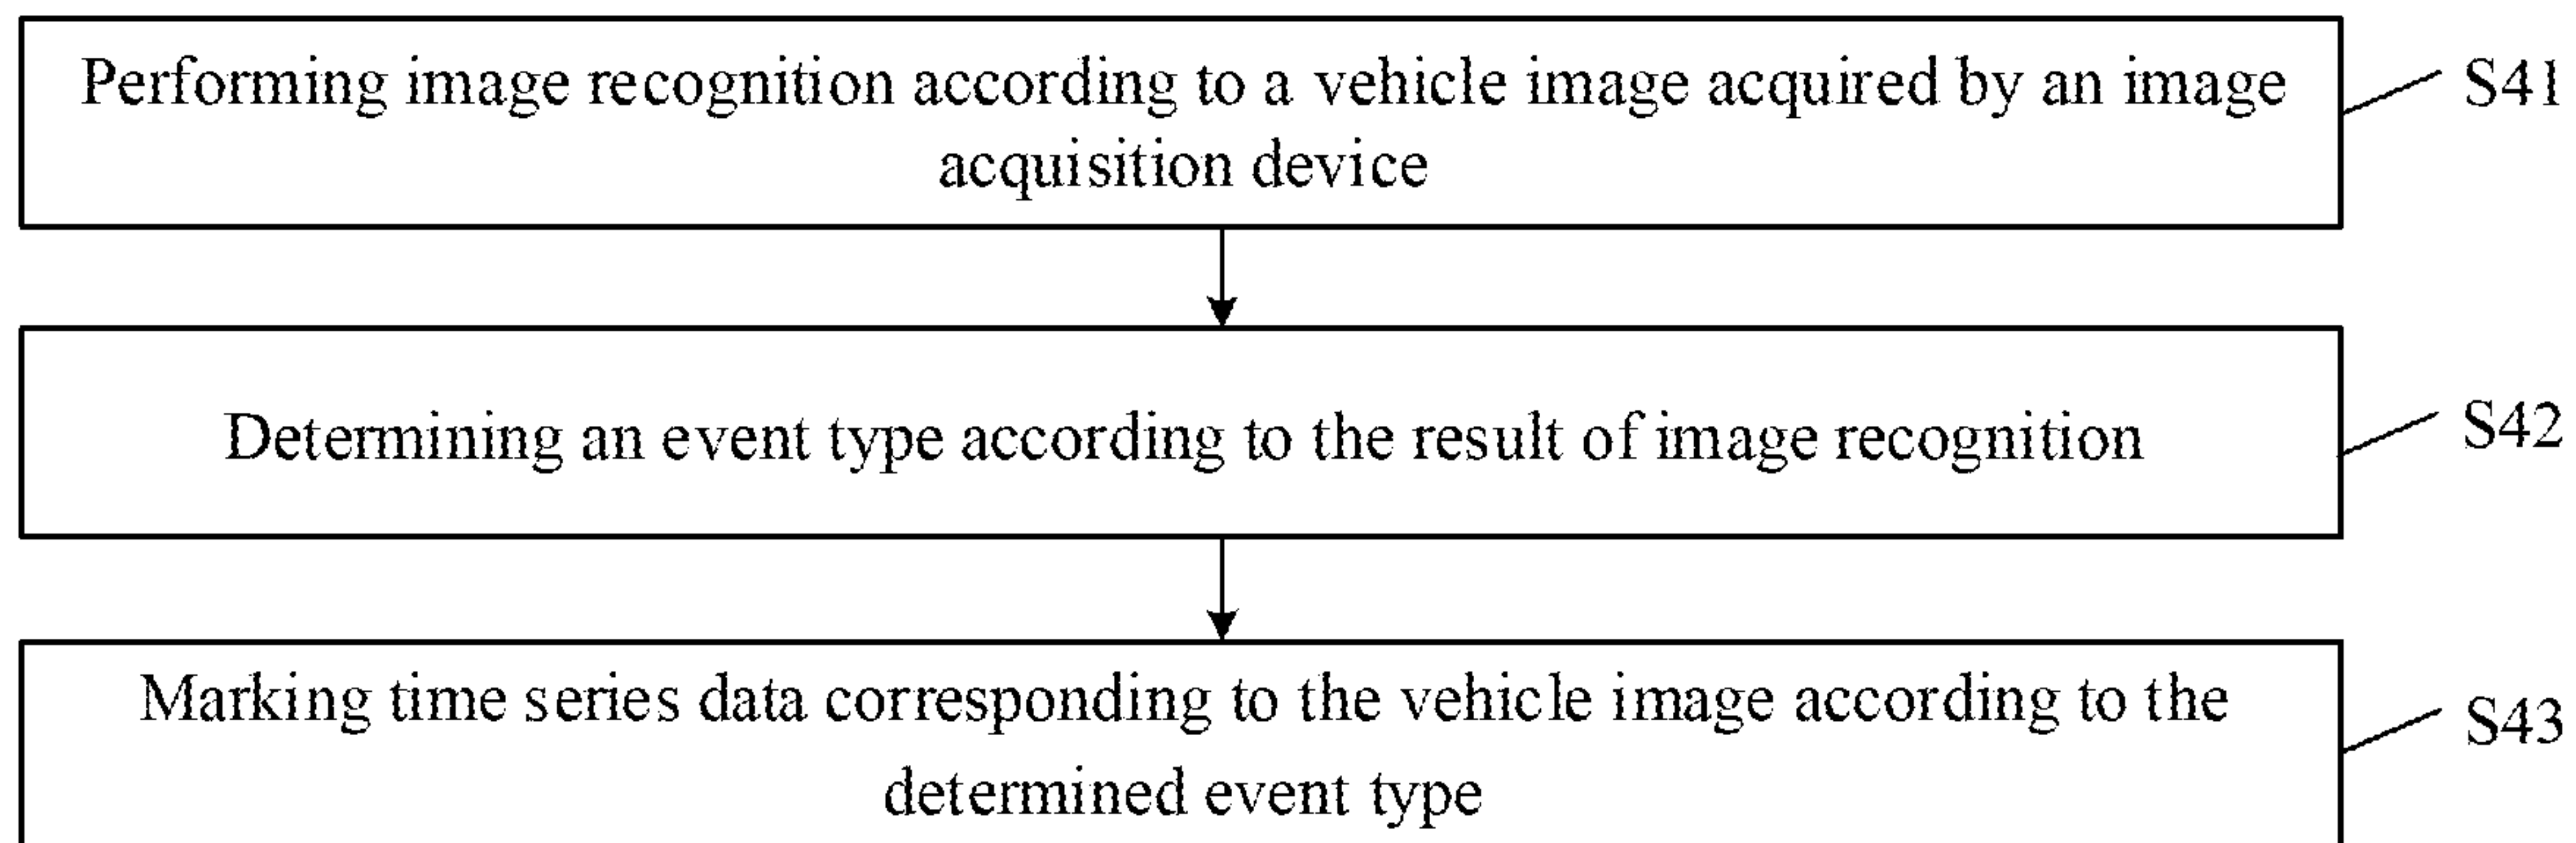 Performing image recognition according to a vehicle image acquired by an image
acquisition device
S41
Determining an event type according to the result of image recognition
S42
Marking time series data corresponding to the vehicle image according to the
determined event type
S43